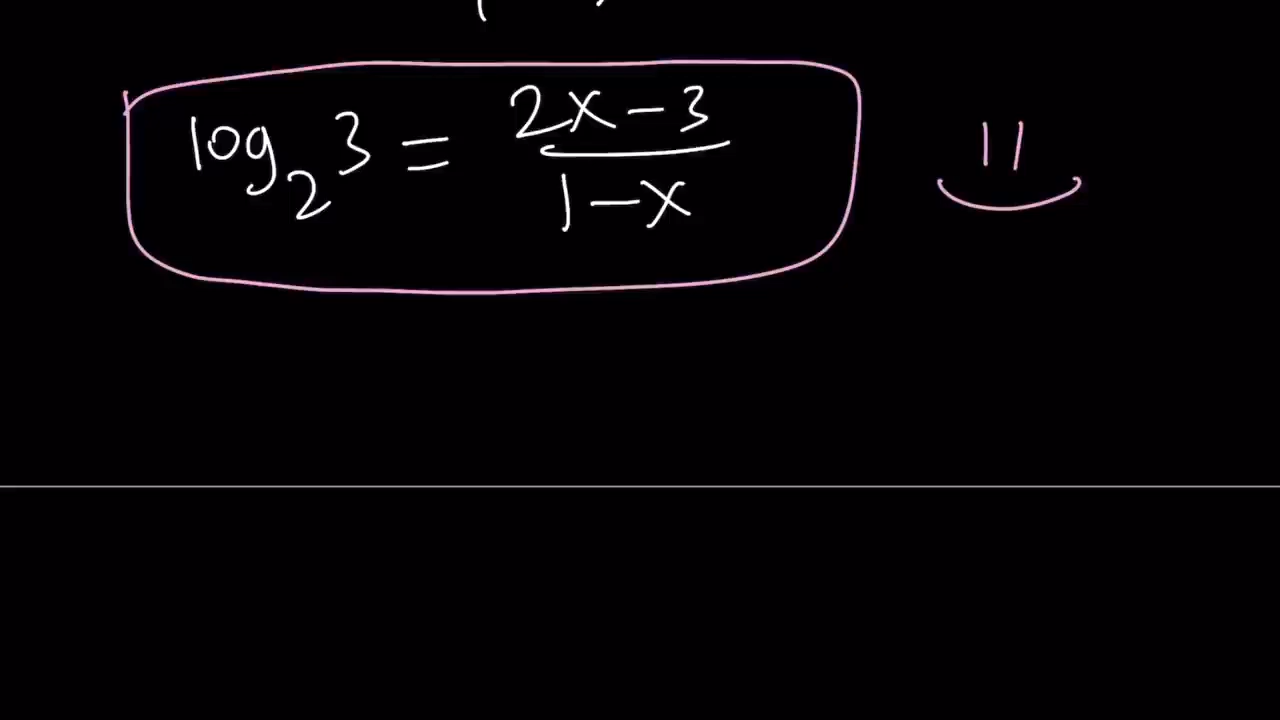 log₂3 = (2x-3)/(1-x)